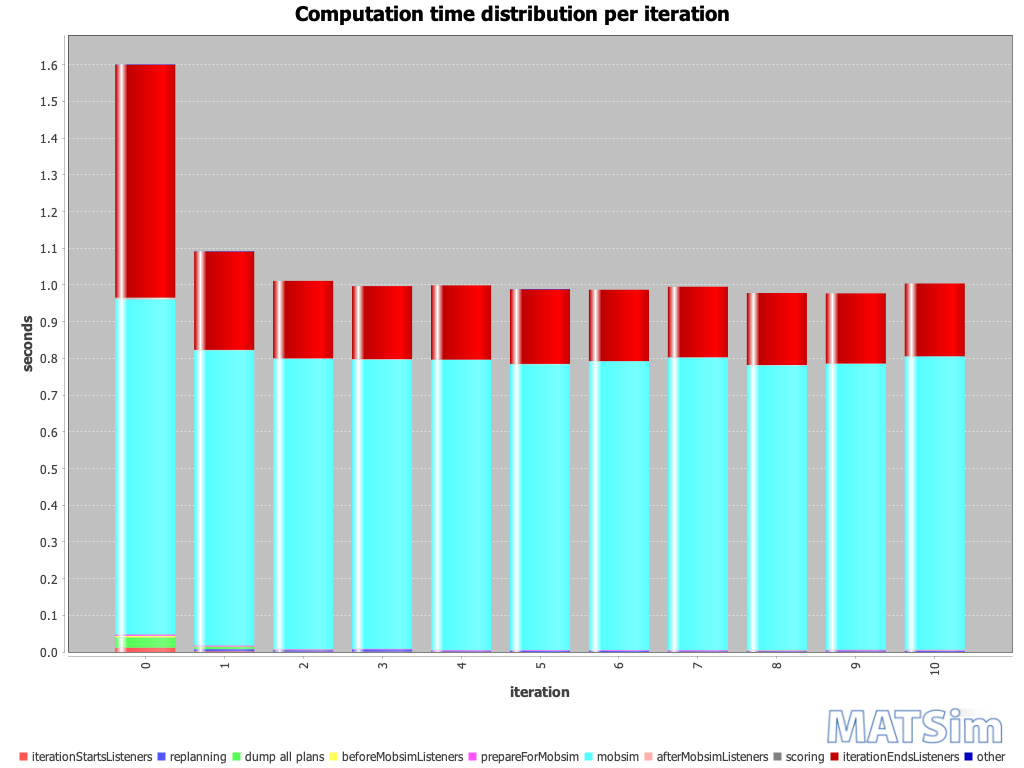 Computation time distribution per iteration
1.6
1.5
1.4
1.3
1.2
1.1
1.0
0.9
0.8
0.7
0.6
0.5
0.4
0.3
0.2
0.1
0.0
seconds
0 1 2 3 4 5 6 7 8 9 10
iteration
MATSim
iterationStartsListeners replanning dump all plans beforeMobsimListeners prepareForMobsim mobsim afterMobsimListeners scoring iterationEndsListeners other